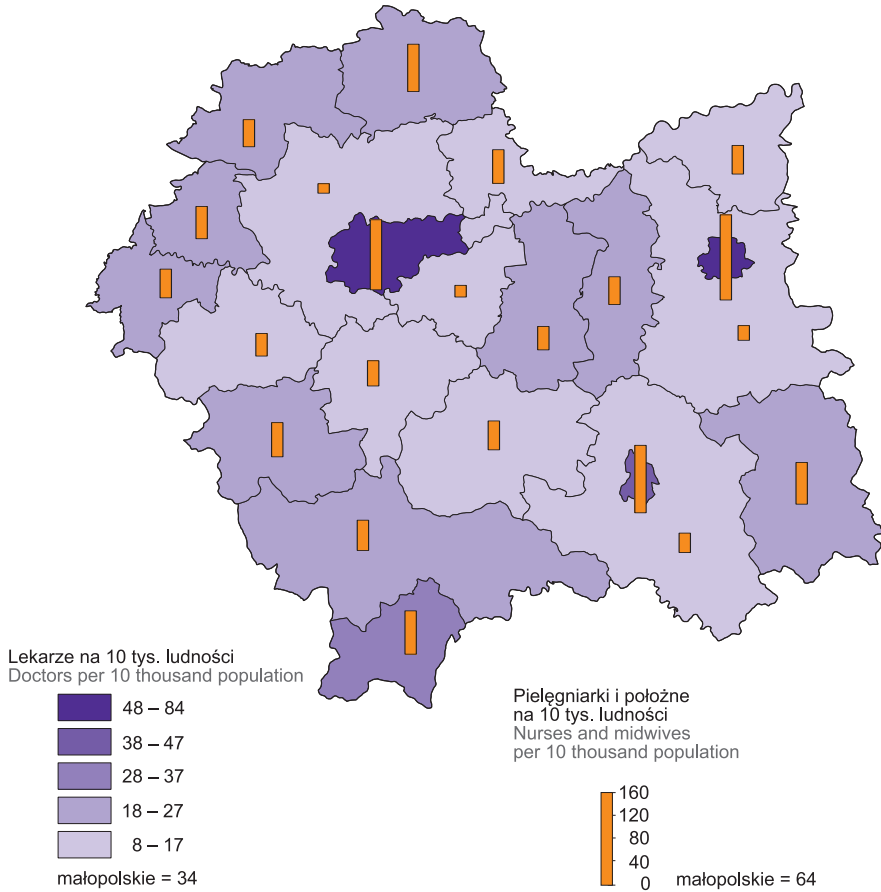 Lekarze na 10 tys. ludności
Doctors per 10 thousand population
48 – 84
38 – 47
28 – 37
18 – 27
8 – 17
małopolskie = 34
Pielęgniarki i położne
na 10 tys. ludności
Nurses and midwives
per 10 thousand population
160
120
80
40
0
małopolskie = 64